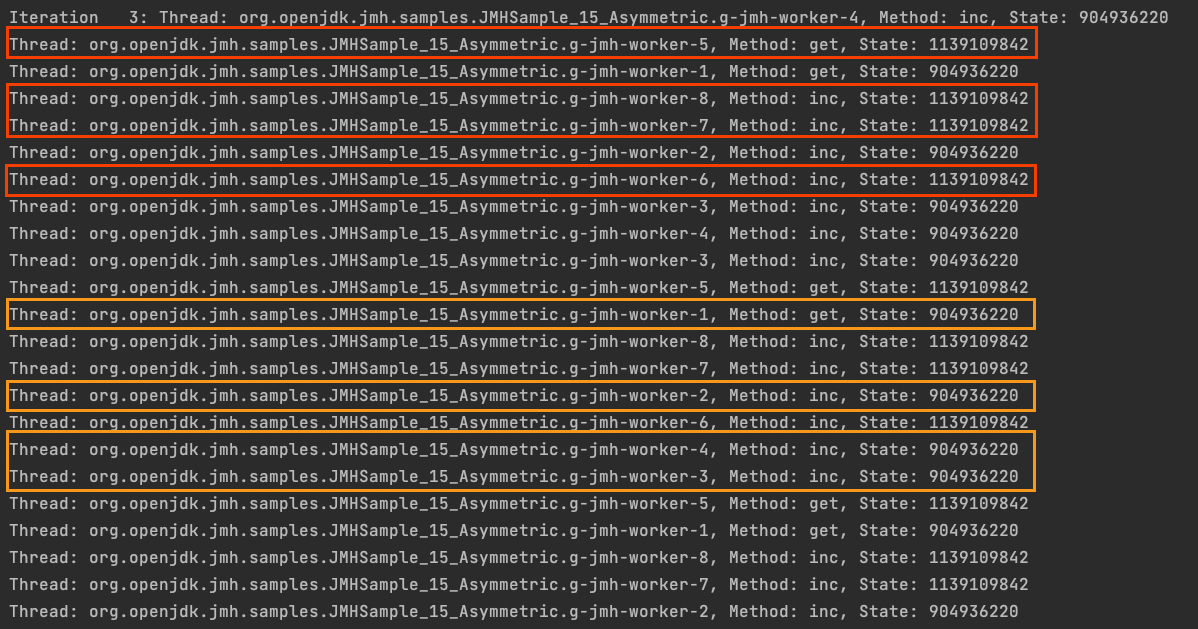 Iteration   3: Thread: org.openjdk.jmh.samples.JMHSample_15_Asymmetric.g-jmh-worker-4, Method: inc, State: 904936220
Thread: org.openjdk.jmh.samples.JMHSample_15_Asymmetric.g-jmh-worker-5, Method: get, State: 1139109842
Thread: org.openjdk.jmh.samples.JMHSample_15_Asymmetric.g-jmh-worker-1, Method: get, State: 904936220
Thread: org.openjdk.jmh.samples.JMHSample_15_Asymmetric.g-jmh-worker-8, Method: inc, State: 1139109842
Thread: org.openjdk.jmh.samples.JMHSample_15_Asymmetric.g-jmh-worker-7, Method: inc, State: 1139109842
Thread: org.openjdk.jmh.samples.JMHSample_15_Asymmetric.g-jmh-worker-2, Method: inc, State: 904936220
Thread: org.openjdk.jmh.samples.JMHSample_15_Asymmetric.g-jmh-worker-6, Method: inc, State: 1139109842
Thread: org.openjdk.jmh.samples.JMHSample_15_Asymmetric.g-jmh-worker-3, Method: inc, State: 904936220
Thread: org.openjdk.jmh.samples.JMHSample_15_Asymmetric.g-jmh-worker-4, Method: inc, State: 904936220
Thread: org.openjdk.jmh.samples.JMHSample_15_Asymmetric.g-jmh-worker-3, Method: inc, State: 904936220
Thread: org.openjdk.jmh.samples.JMHSample_15_Asymmetric.g-jmh-worker-5, Method: get, State: 1139109842
Thread: org.openjdk.jmh.samples.JMHSample_15_Asymmetric.g-jmh-worker-1, Method: get, State: 904936220
Thread: org.openjdk.jmh.samples.JMHSample_15_Asymmetric.g-jmh-worker-8, Method: inc, State: 1139109842
Thread: org.openjdk.jmh.samples.JMHSample_15_Asymmetric.g-jmh-worker-7, Method: inc, State: 1139109842
Thread: org.openjdk.jmh.samples.JMHSample_15_Asymmetric.g-jmh-worker-2, Method: inc, State: 904936220
Thread: org.openjdk.jmh.samples.JMHSample_15_Asymmetric.g-jmh-worker-6, Method: inc, State: 1139109842
Thread: org.openjdk.jmh.samples.JMHSample_15_Asymmetric.g-jmh-worker-4, Method: inc, State: 904936220
Thread: org.openjdk.jmh.samples.JMHSample_15_Asymmetric.g-jmh-worker-3, Method: inc, State: 904936220
Thread: org.openjdk.jmh.samples.JMHSample_15_Asymmetric.g-jmh-worker-5, Method: get, State: 1139109842
Thread: org.openjdk.jmh.samples.JMHSample_15_Asymmetric.g-jmh-worker-1, Method: get, State: 904936220
Thread: org.openjdk.jmh.samples.JMHSample_15_Asymmetric.g-jmh-worker-8, Method: inc, State: 1139109842
Thread: org.openjdk.jmh.samples.JMHSample_15_Asymmetric.g-jmh-worker-7, Method: inc, State: 1139109842
Thread: org.openjdk.jmh.samples.JMHSample_15_Asymmetric.g-jmh-worker-2, Method: inc, State: 904936220